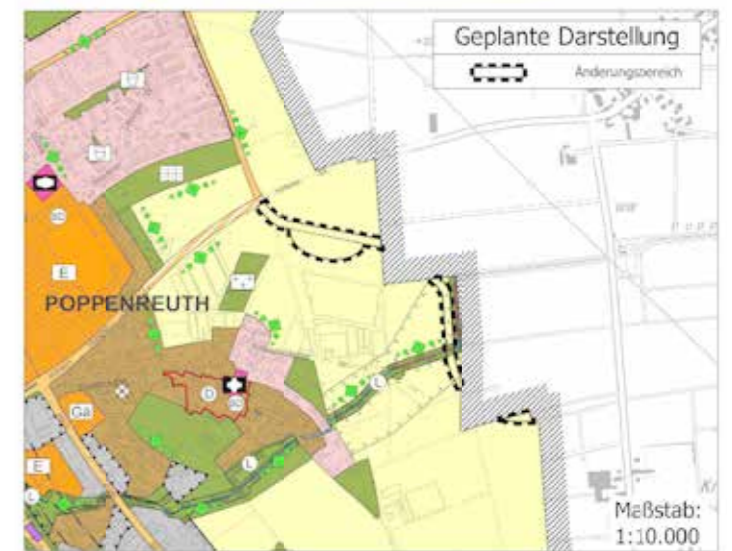 Geplante Darstellung
Änderungsbereich
E
POPPENREUTH
D
L
Ga
E
L
L
Maßstab:
1:10.000